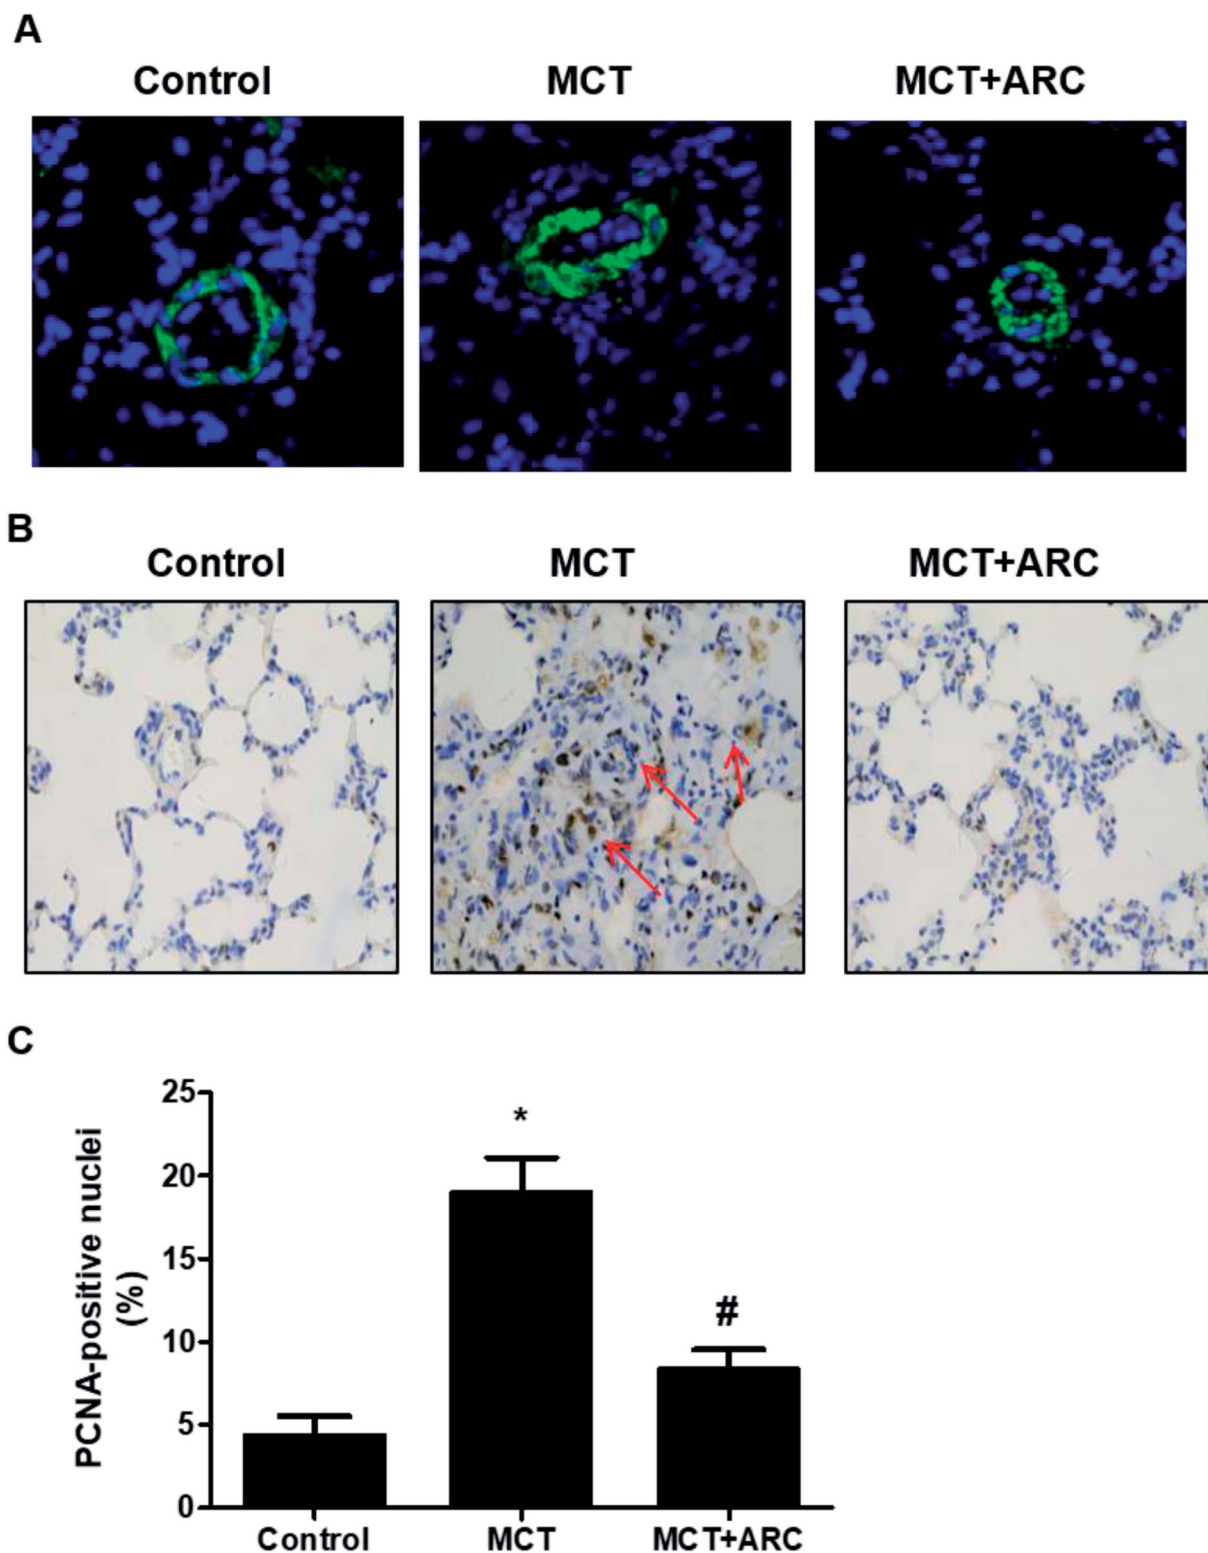 A
Control MCT MCT+ARC
B
Control MCT MCT+ARC
C
PCNA-positive nuclei
(%)
25
*
20
15
#
10
5
0
Control MCT MCT+ARC